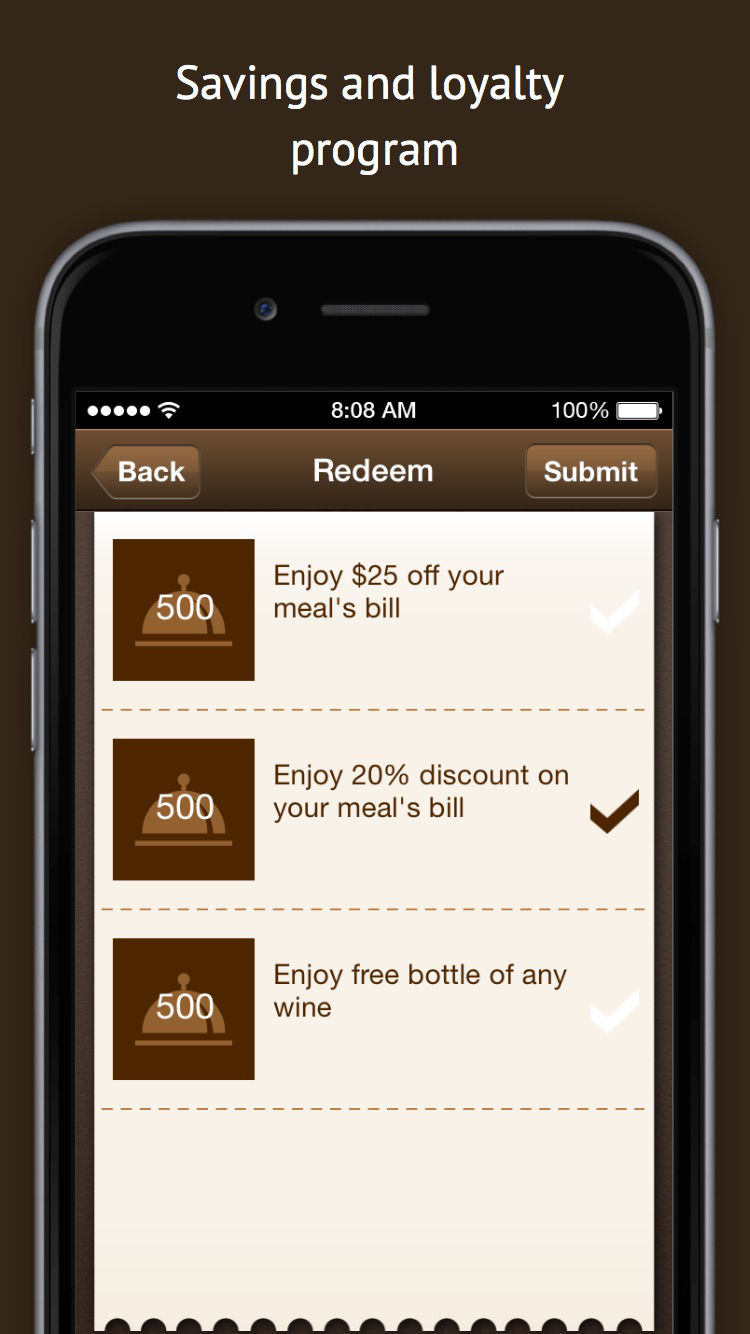 Savings and loyalty
program
8:08 AM
100%
Back
Redeem
Submit
500
Enjoy $25 off your
meal's bill
500
Enjoy 20% discount on
your meal's bill
500
Enjoy free bottle of any
wine